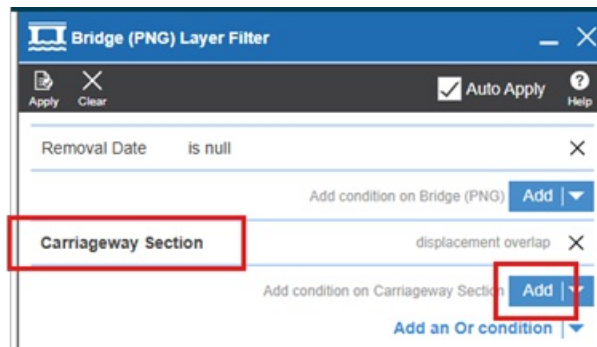 Bridge (PNG) Layer Filter
Apply Clear Auto Apply Help
Removal Date is null
Add condition on Bridge (PNG) Add
Carriageway Section displacement overlap
Add condition on Carriageway Section Add
Add an Or condition